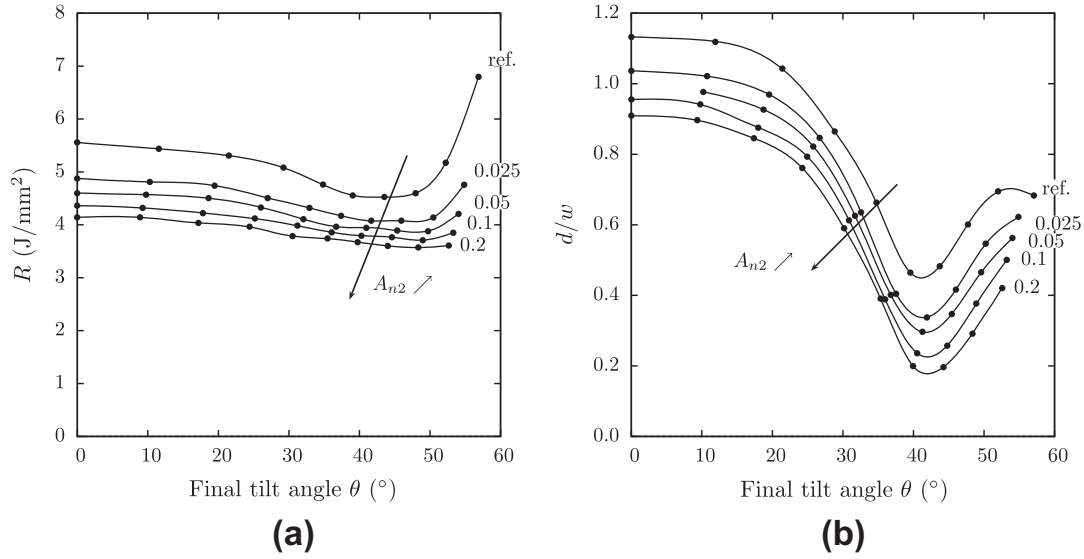 8
7
6
5
4
3
2
1
0
R (J/mm²)
0 10 20 30 40 50 60
Final tilt angle θ (°)
ref.
0.025
0.05
0.1
0.2
A_{n2} ↗
(a)
1.2
1.0
0.8
0.6
0.4
0.2
0.0
d/w
0 10 20 30 40 50 60
Final tilt angle θ (°)
ref.
0.025
0.05
0.1
0.2
A_{n2} ↗
(b)